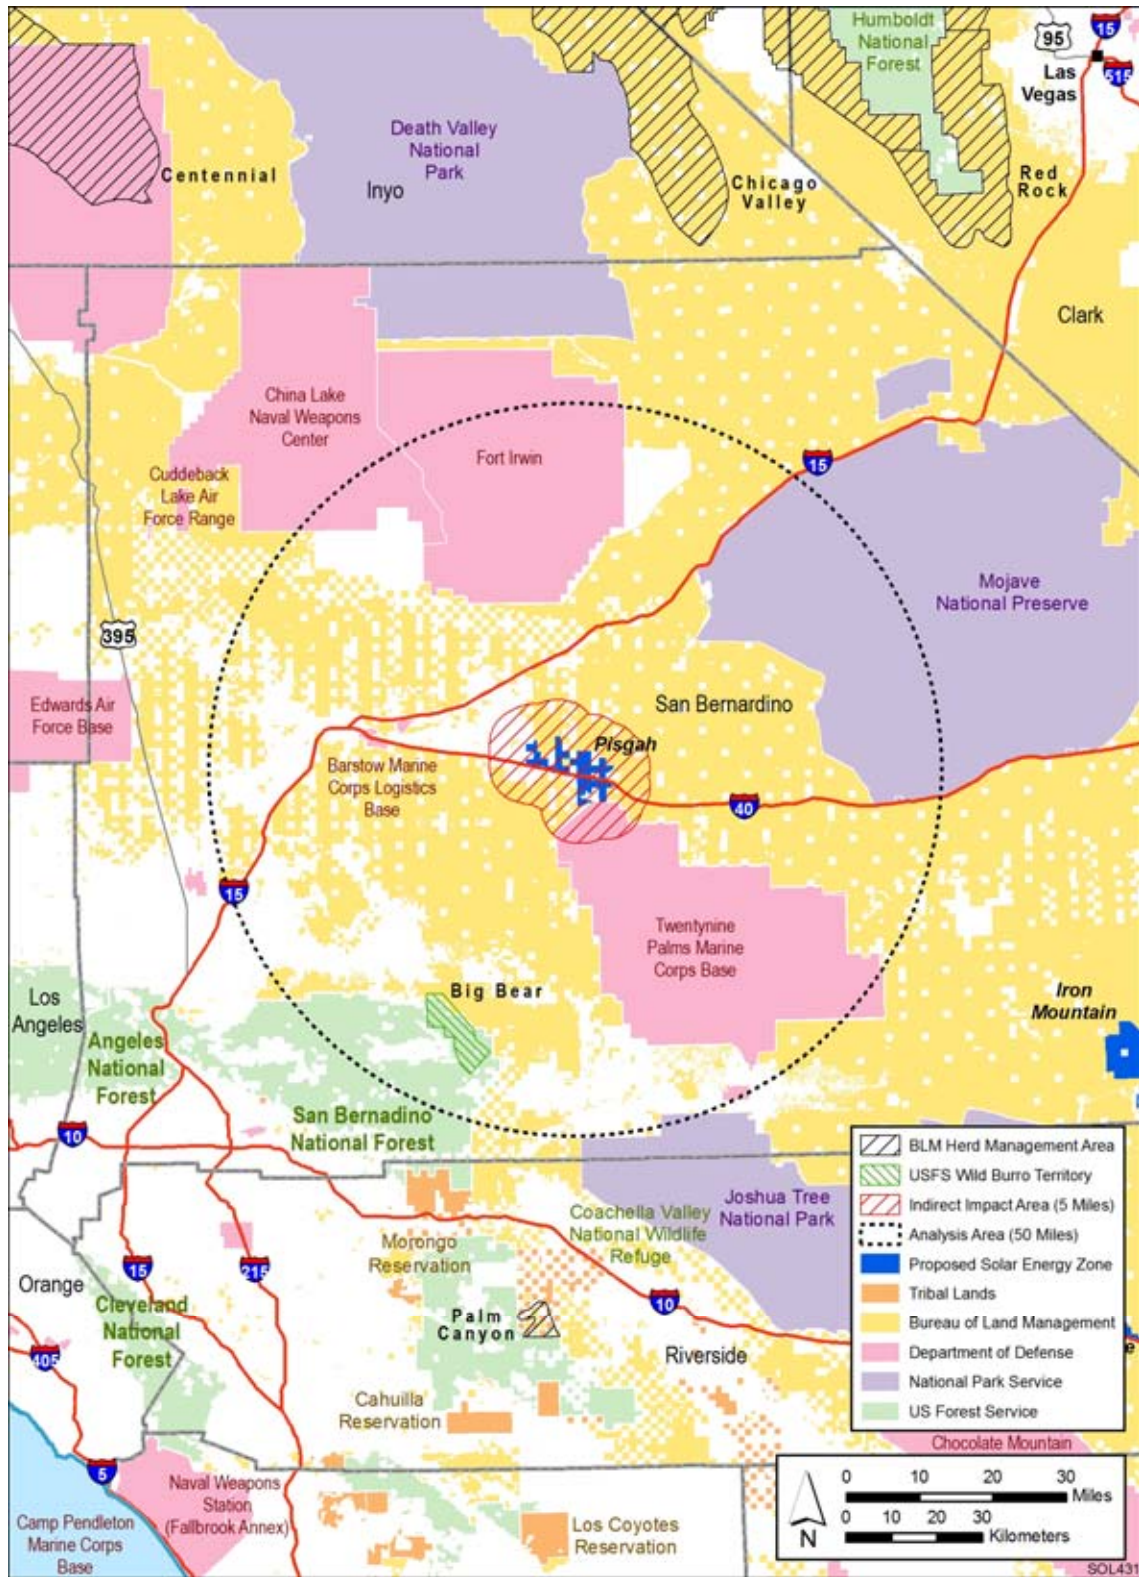 Humboldt
National
Forest
95
15
Las
Vegas
515
Death Valley
National
Park
Centennial
Inyo
Chicago
Valley
Red
Rock
Clark
China Lake
Naval Weapons
Center
Fort Irwin
Cuddeback
Lake Air
Force Range
15
Mojave
National Preserve
395
Edwards Air
Force Base
San Bernardino
Pisgah
Barstow Marine
Corps Logistics
Base
40
15
Twentynine
Palms Marine
Corps Base
Big Bear
Iron
Mountain
Los
Angeles
Angeles
National
Forest
San Bernadino
National Forest
10
BLM Herd Management Area
USFS Wild Burro Territory
Indirect Impact Area (5 Miles)
Analysis Area (50 Miles)
Proposed Solar Energy Zone
Tribal Lands
Bureau of Land Management
Department of Defense
National Park Service
US Forest Service
Joshua Tree
National Park
Coachella Valley
National Wildlife
Refuge
Morongo
Reservation
Orange
15
215
Cleveland
National
Forest
Palm
Canyon
10
Riverside
e
405
Cahuilla
Reservation
Chocolate Mountain
5
Naval Weapons
Station
(Fallbrook Annex)
Camp Pendleton
Marine Corps
Base
Los Coyotes
Reservation
N
0 10 20 30
Miles
0 10 20 30
Kilometers
SOL431